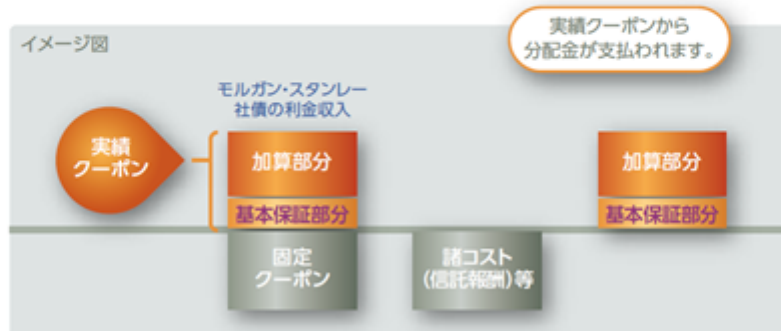 実績クーポンから
分配金が支払われます。
イメージ図
モルガン・スタンレー
社債の利金収入
実績
クーポン
加算部分
基本保証部分
固定
クーポン
諸コスト
(信託報酬)等
加算部分
基本保証部分